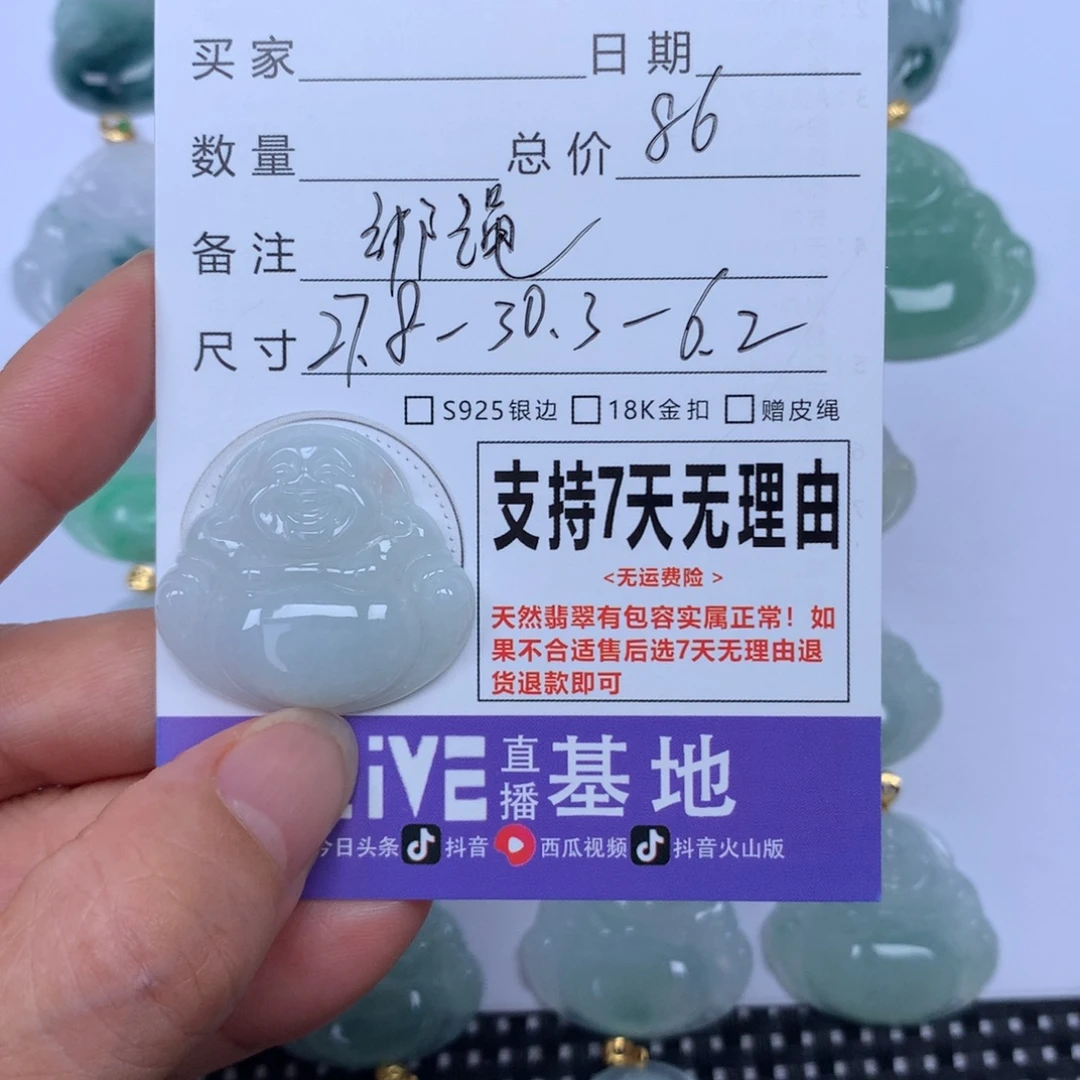 买家 日期
数量 总价 86
备注 绑绳
尺寸 27.8-30.3-6.2
S925银边 18K金扣 赠皮绳
支持7天无理由
<无运费险 >
天然翡翠有包容实属正常！如
果不合适售后选7天无理由退
货退款即可
LiVE 直播 基地
今日头条 抖音 西瓜视频 抖音火山版